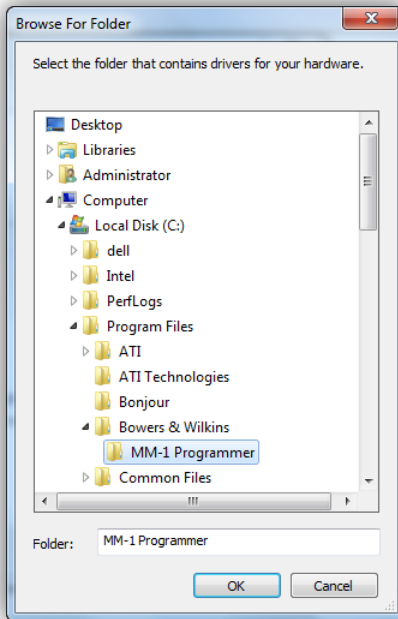 Browse For Folder
Select the folder that contains drivers for your hardware.
Desktop
Libraries
Administrator
Computer
Local Disk (C:)
dell
Intel
PerfLogs
Program Files
ATI
ATI Technologies
Bonjour
Bowers & Wilkins
MM-1 Programmer
Common Files
Folder: MM-1 Programmer
OK Cancel